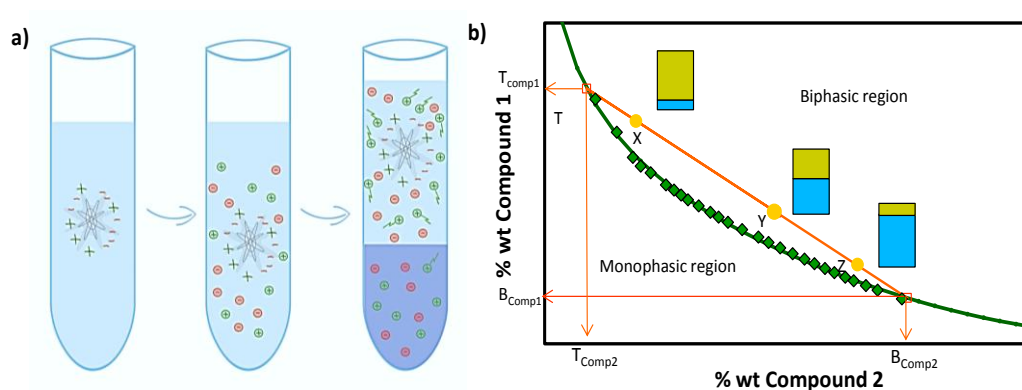 a)
b)
% wt Compound 1
T_comp1
T
X
Biphasic region
Y
Monophasic region
Z
B_Comp1
T_Comp2
B_Comp2
% wt Compound 2